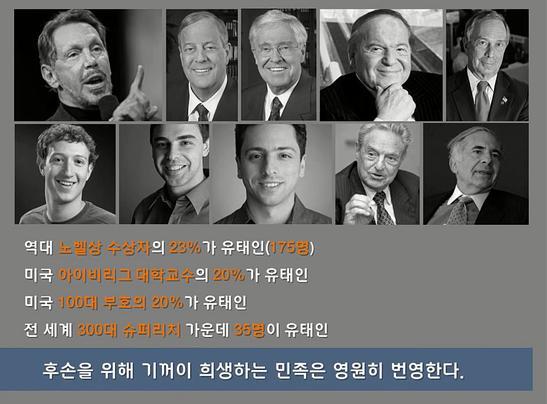 역대 노벨상 수상자의 23%가 유태인(175명)
미국 아이비리그 대학교수의 20%가 유태인
미국 100대 부호의 20%가 유태인
전 세계 300대 슈퍼리치 가운데 35명이 유태인
후손을 위해 기꺼이 희생하는 민족은 영원히 번영한다.